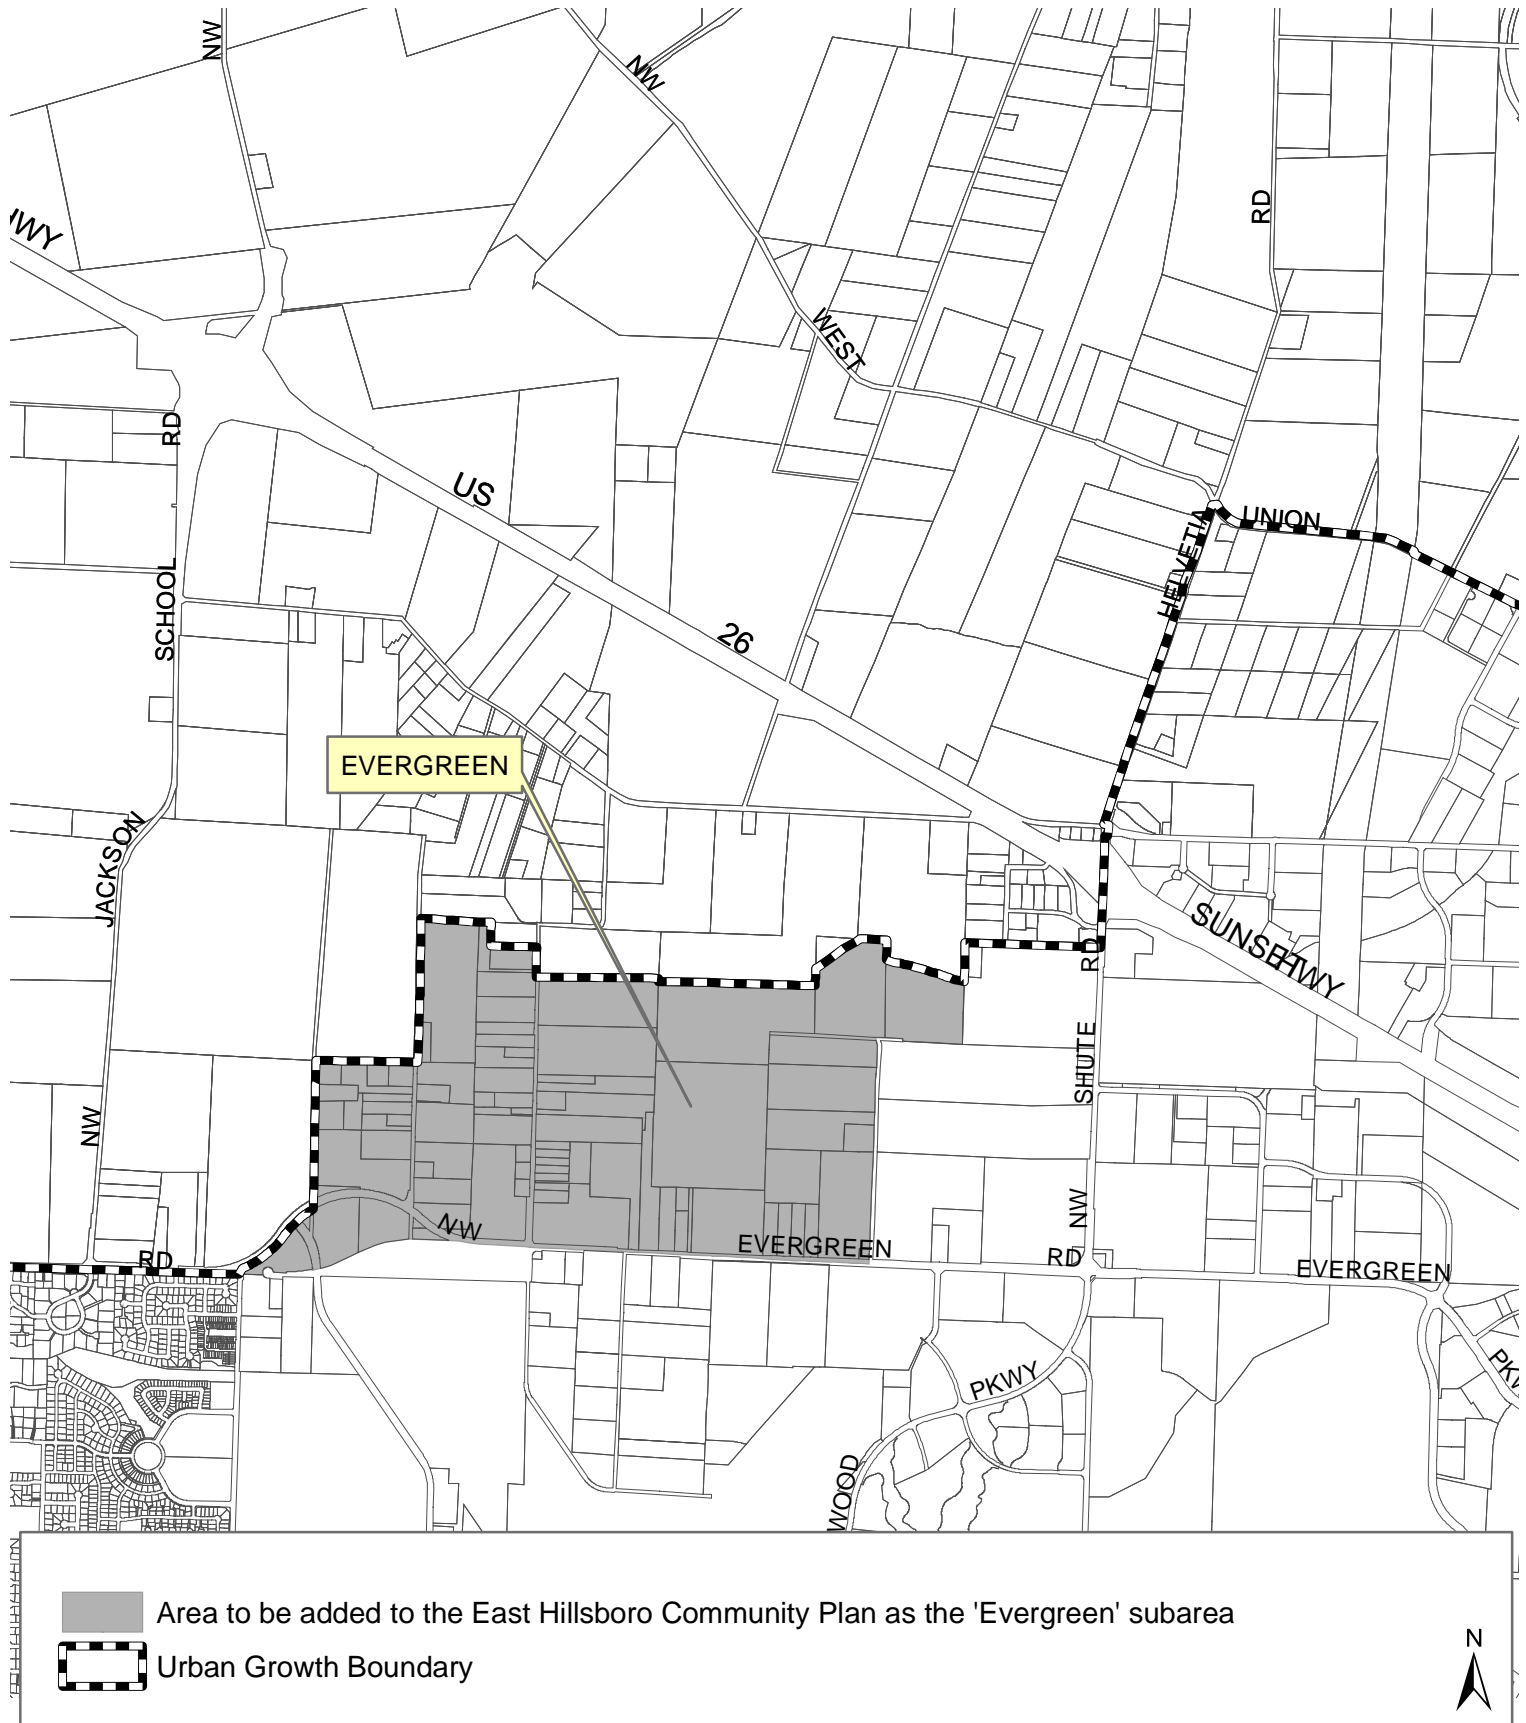 NW
NW
RD
HWY
WEST
RD
US
UNION
HELVETIA
SCHOOL
26
EVERGREEN
JACKSON
SUNSET
HWY
RD
SHUTE
NW
NW
NW
EVERGREEN
RD
RD
EVERGREEN
PKWY
WOOD
Area to be added to the East Hillsboro Community Plan as the 'Evergreen' subarea
Urban Growth Boundary
N